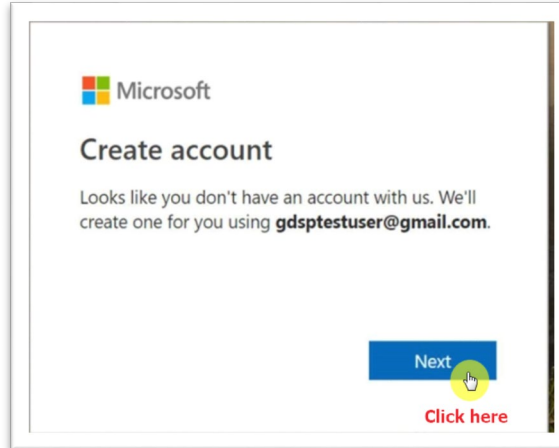 Microsoft
Create account
Looks like you don't have an account with us. We'll
create one for you using gdsptestuser@gmail.com.
Next
Click here